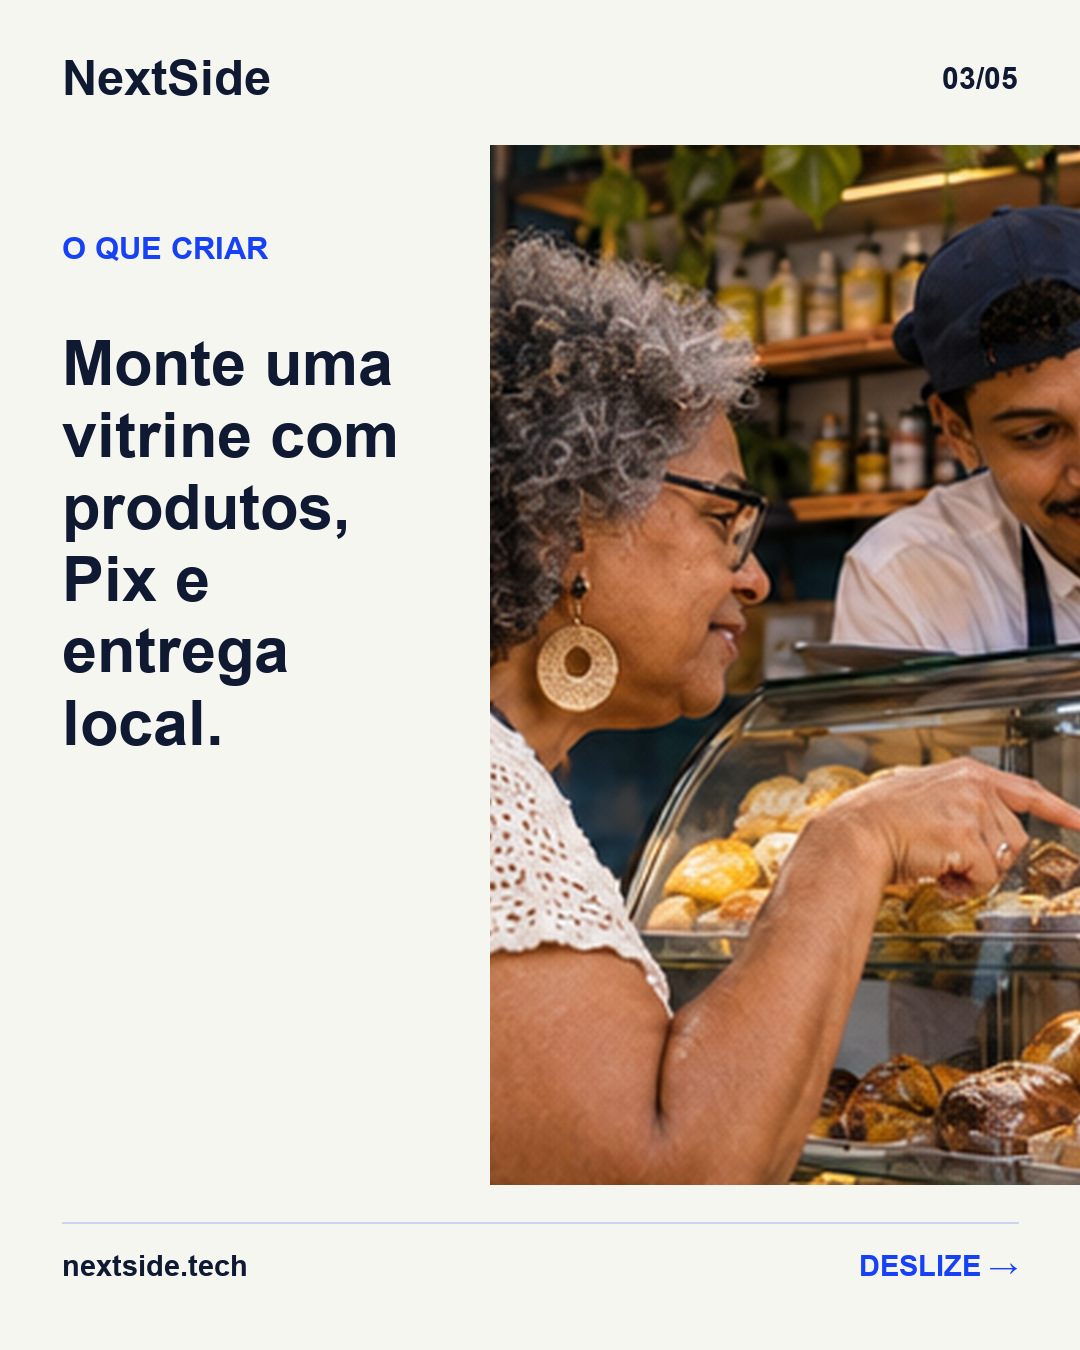 NextSide
03/05
O QUE CRIAR
Monte uma
vitrine com
produtos,
Pix e
entrega
local.
nextside.tech
DESLIZE →